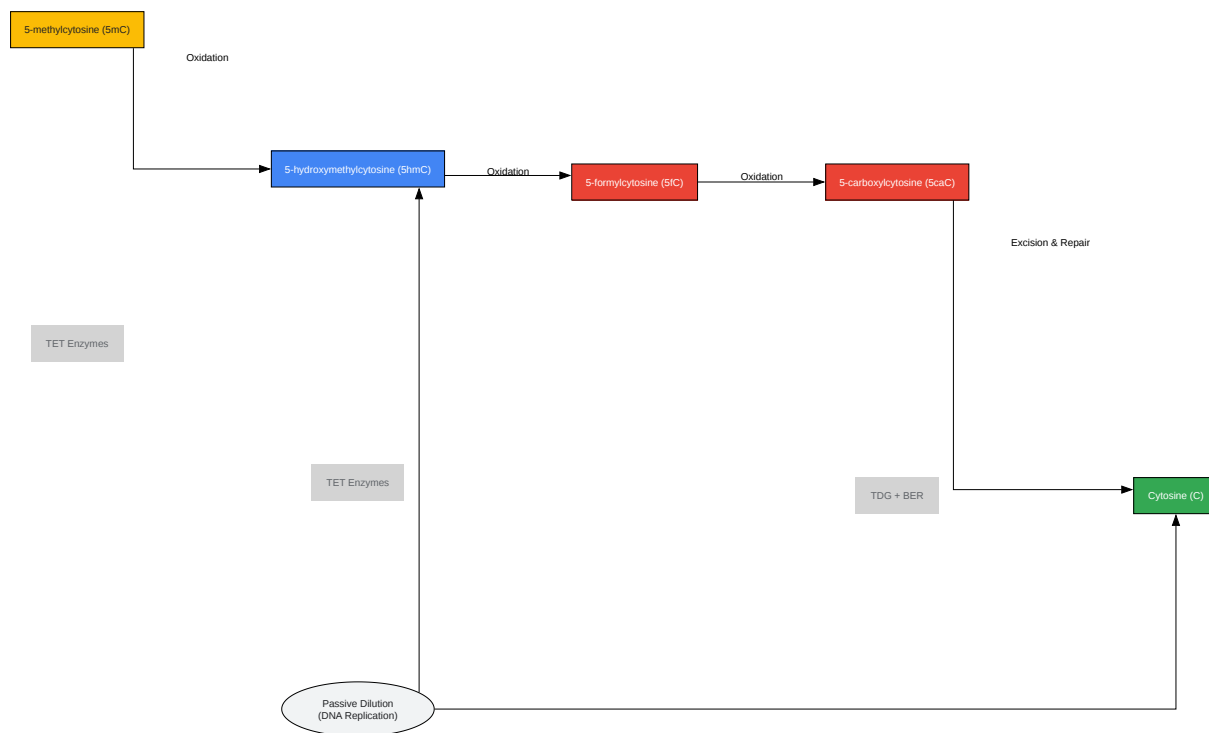 5-methylcytosine (5mC)
Oxidation
5-hydroxymethylcytosine (5hmC)
Oxidation
5-formylcytosine (5fC)
Oxidation
5-carboxylcytosine (5caC)
Excision & Repair
TET Enzymes
TET Enzymes
TDG + BER
Cytosine (C)
Passive Dilution
(DNA Replication)